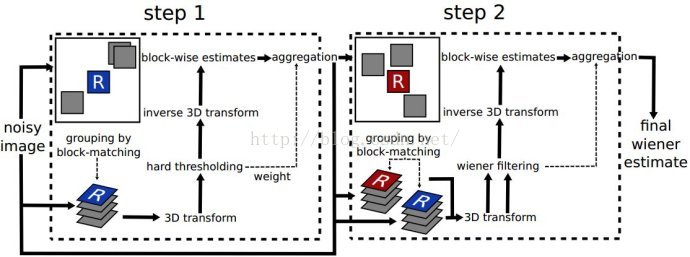 step 1
step 2
R
block-wise estimates
aggregation
inverse 3D transform
noisy
image
grouping by
block-matching
hard thresholding
weight
R
3D transform
R
block-wise estimates
aggregation
inverse 3D transform
grouping by
block-matching
wiener filtering
final
wiener
estimate
R
R
3D transform